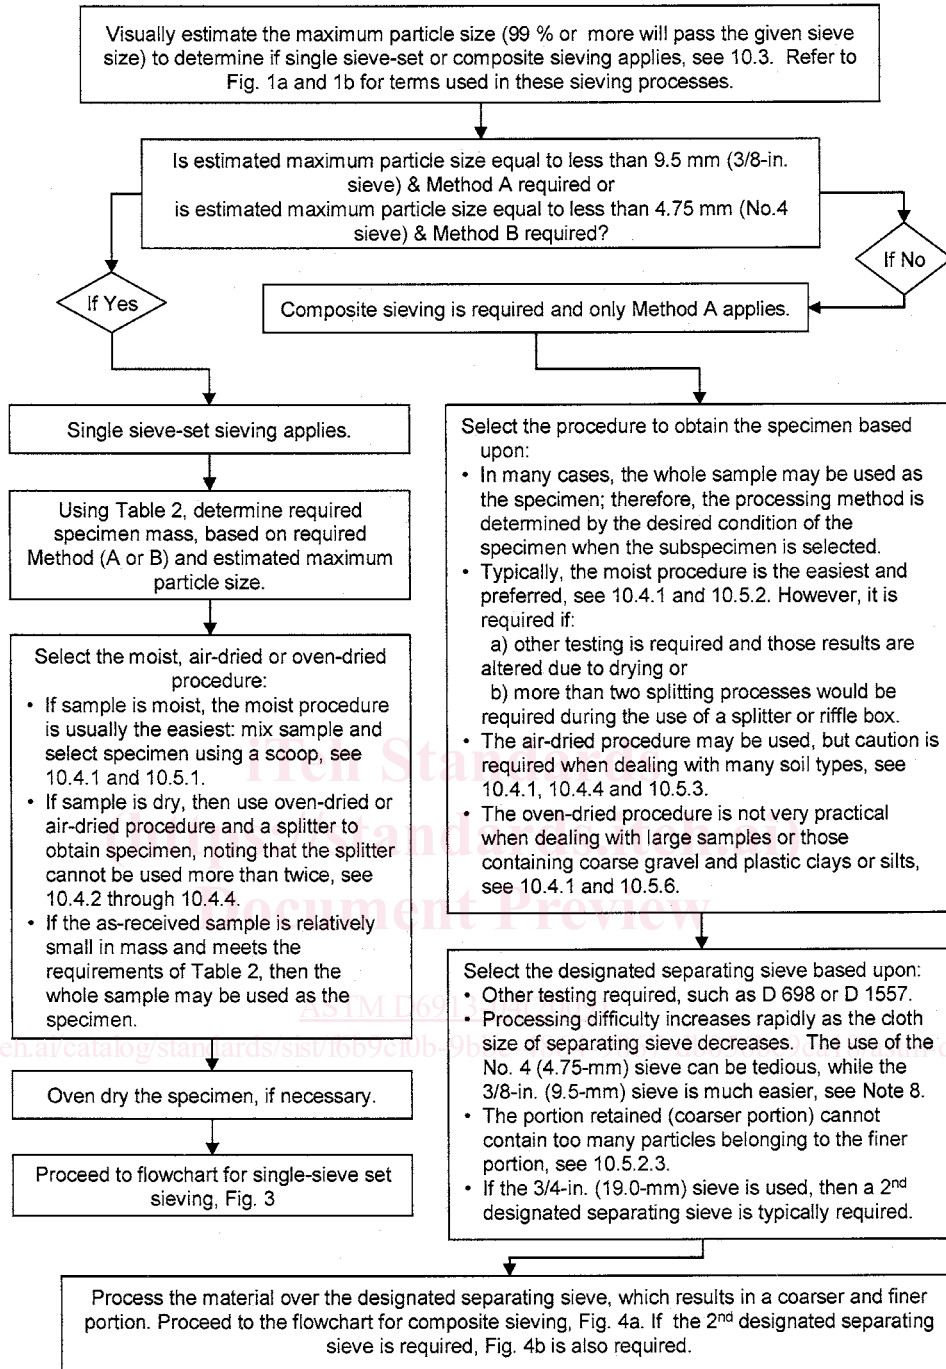 Visually estimate the maximum particle size (99 % or more will pass the given sieve
size) to determine if single sieve-set or composite sieving applies, see 10.3. Refer to
Fig. 1a and 1b for terms used in these sieving processes.
Is estimated maximum particle size equal to less than 9.5 mm (3/8-in.
sieve) & Method A required or
is estimated maximum particle size equal to less than 4.75 mm (No.4
sieve) & Method B required?
If Yes
If No
Composite sieving is required and only Method A applies.
Single sieve-set sieving applies.
Using Table 2, determine required
specimen mass, based on required
Method (A or B) and estimated maximum
particle size.
Select the moist, air-dried or oven-dried
procedure:
• If sample is moist, the moist procedure
is usually the easiest: mix sample and
select specimen using a scoop, see
10.4.1 and 10.5.1.
• If sample is dry, then use oven-dried or
air-dried procedure and a splitter to
obtain specimen, noting that the splitter
cannot be used more than twice, see
10.4.2 through 10.4.4.
• If the as-received sample is relatively
small in mass and meets the
requirements of Table 2, then the
whole sample may be used as the
specimen.
Oven dry the specimen, if necessary.
Proceed to flowchart for single-sieve set
sieving, Fig. 3
Select the procedure to obtain the specimen based
upon:
• In many cases, the whole sample may be used as
the specimen; therefore, the processing method is
determined by the desired condition of the
specimen when the subspecimen is selected.
• Typically, the moist procedure is the easiest and
preferred, see 10.4.1 and 10.5.2. However, it is
required if:
a) other testing is required and those results are
altered due to drying or
b) more than two splitting processes would be
required during the use of a splitter or riffle box.
• The air-dried procedure may be used, but caution is
required when dealing with many soil types, see
10.4.1, 10.4.4 and 10.5.3.
• The oven-dried procedure is not very practical
when dealing with large samples or those
containing coarse gravel and plastic clays or silts,
see 10.4.1 and 10.5.6.
Select the designated separating sieve based upon:
• Other testing required, such as D 698 or D 1557.
• Processing difficulty increases rapidly as the cloth
size of separating sieve decreases. The use of the
No. 4 (4.75-mm) sieve can be tedious, while the
3/8-in. (9.5-mm) sieve is much easier, see Note 8.
• The portion retained (coarser portion) cannot
contain too many particles belonging to the finer
portion, see 10.5.2.3.
• If the 3/4-in. (19.0-mm) sieve is used, then a 2nd
designated separating sieve is typically required.
Process the material over the designated separating sieve, which results in a coarser and finer
portion. Proceed to the flowchart for composite sieving, Fig. 4a. If the 2nd designated separating
sieve is required, Fig. 4b is also required.
iTeh Standards
(https://standards.iteh.ai)
Document Preview